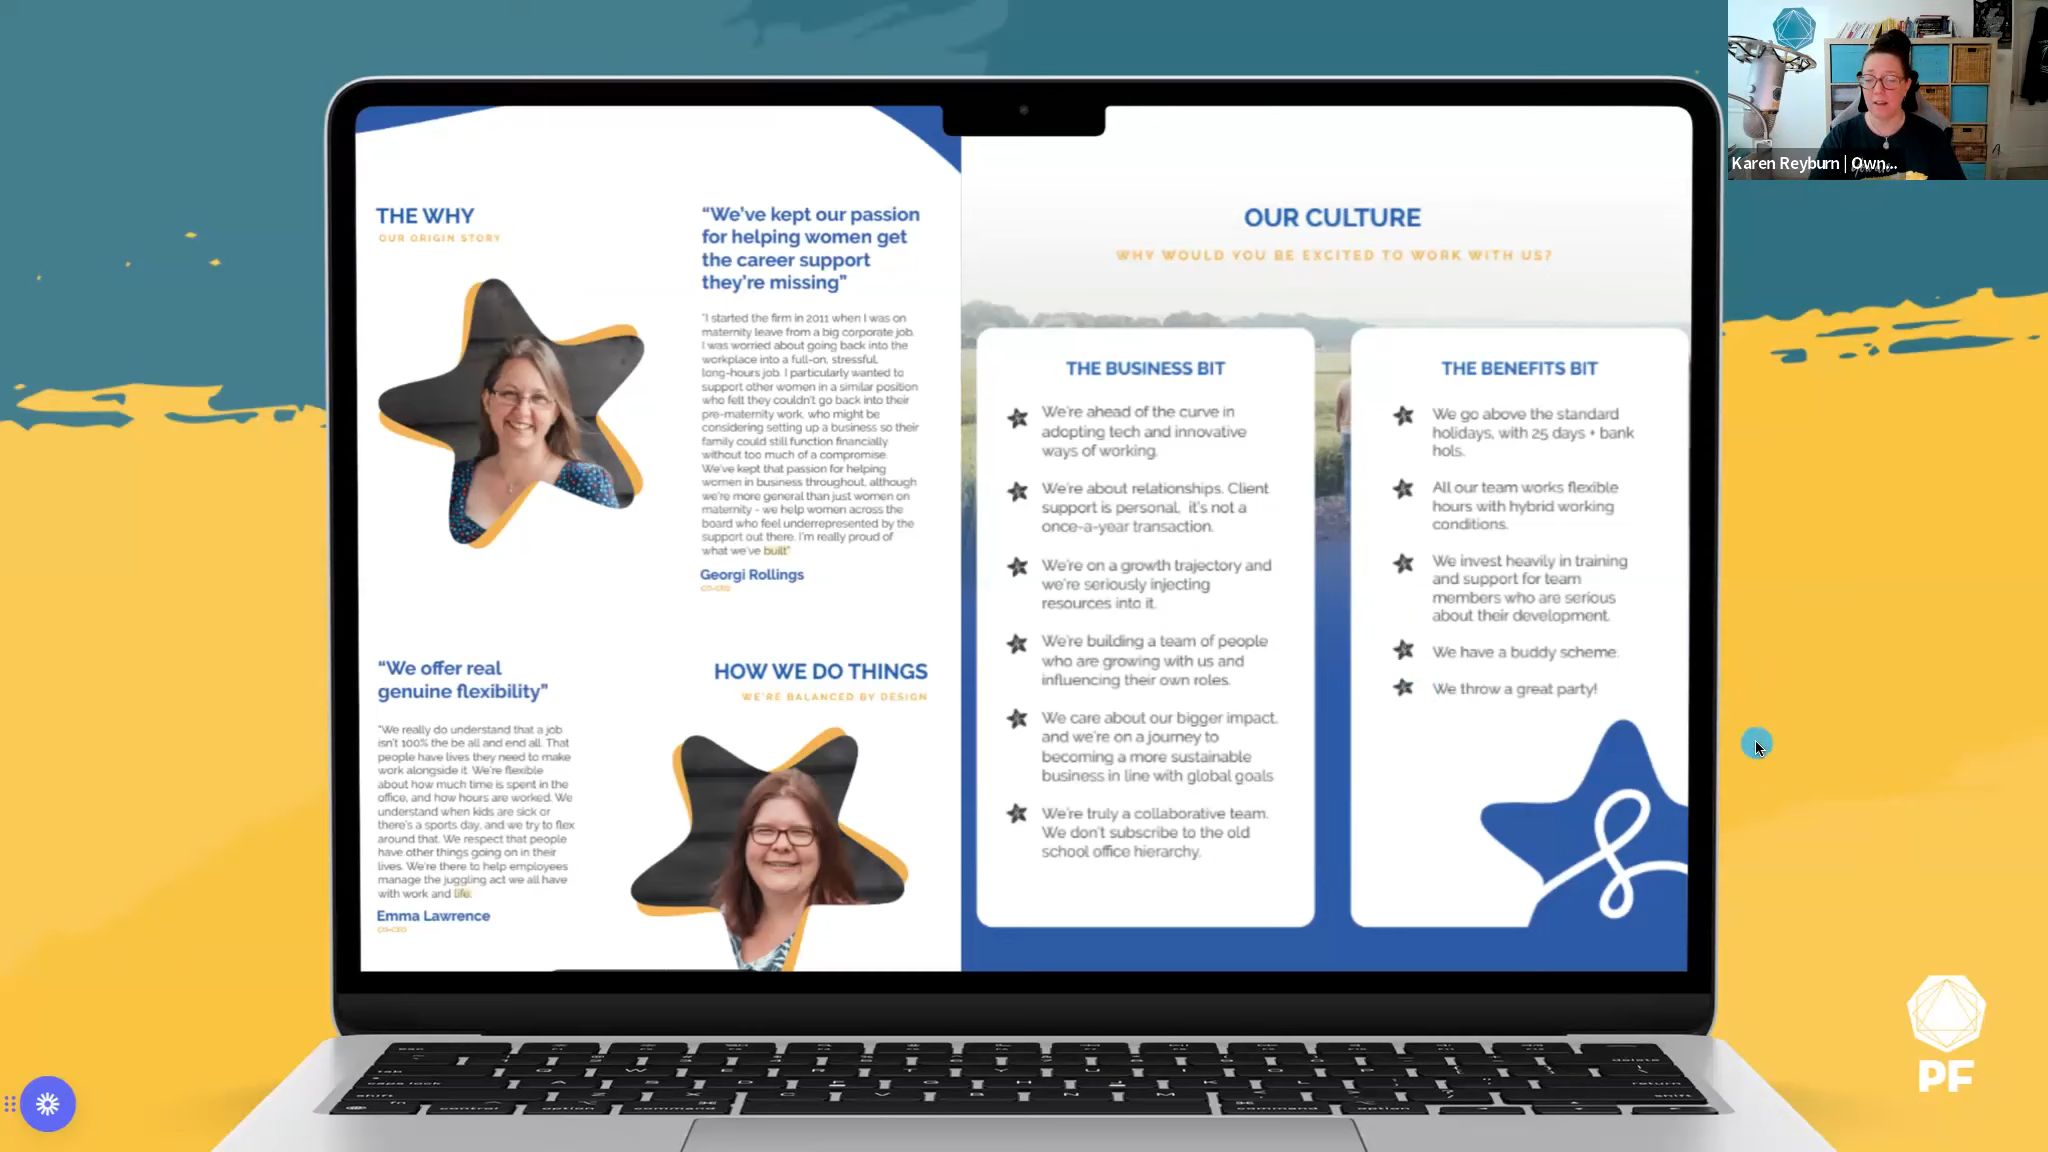 Karen Reyburn | Own...
THE WHY
OUR ORIGIN STORY
“We’ve kept our passion
for helping women get
the career support
they’re missing”
"I started the firm in 2011 when I was on
maternity leave from a big corporate job.
I was worried about going back into the
workplace into a full-on, stressful,
long-hours job. I particularly wanted to
support other women in a similar position
who felt they couldn't go back into their
pre-maternity work, who might be
considering setting up a business so their
family could still function financially
without too much of a compromise.
We've kept that passion for helping
women in business throughout, although
we're more general than just women on
maternity - we help women across the
board who feel underrepresented by the
support out there. I'm really proud of
what we've built"
Georgi Rollings
CO-CEO
“We offer real
genuine flexibility”
"We really do understand that a job
isn't 100% the be all and end all. That
people have lives they need to make
work alongside it. We're flexible
about how much time is spent in the
office, and how hours are worked. We
understand when kids are sick or
there's a sports day, and we try to flex
around that. We respect that people
have other things going on in their
lives. We're there to help employees
manage the juggling act we all have
with work and life.
Emma Lawrence
CO-CEO
HOW WE DO THINGS
WE'RE BALANCED BY DESIGN
OUR CULTURE
WHY WOULD YOU BE EXCITED TO WORK WITH US?
THE BUSINESS BIT
We're ahead of the curve in
adopting tech and innovative
ways of working.
We're about relationships. Client
support is personal, it's not a
once-a-year transaction.
We're on a growth trajectory and
we're seriously injecting
resources into it.
We're building a team of people
who are growing with us and
influencing their own roles.
We care about our bigger impact,
and we're on a journey to
becoming a more sustainable
business in line with global goals
We're truly a collaborative team.
We don't subscribe to the old
school office hierarchy.
THE BENEFITS BIT
We go above the standard
holidays, with 25 days + bank
hols.
All our team works flexible
hours with hybrid working
conditions.
We invest heavily in training
and support for team
members who are serious
about their development.
We have a buddy scheme.
We throw a great party!
PF
tab
Q W E R T Y U I O P
caps lock
A S D F G H J K L
return
shift
Z X C V B N M
shift
fn control option command
command option
delete